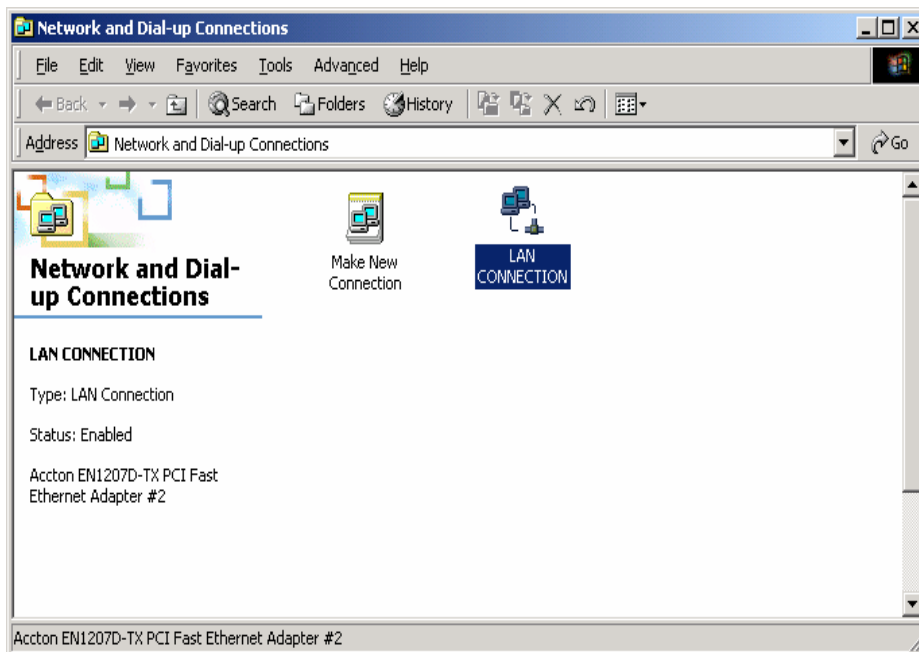 Network and Dial-up Connections
File Edit View Favorites Tools Advanced Help
Back Search Folders History
Address Network and Dial-up Connections Go
Network and Dial-
up Connections
Make New
Connection
LAN
CONNECTION
LAN CONNECTION
Type: LAN Connection
Status: Enabled
Accton EN1207D-TX PCI Fast
Ethernet Adapter #2
Accton EN1207D-TX PCI Fast Ethernet Adapter #2